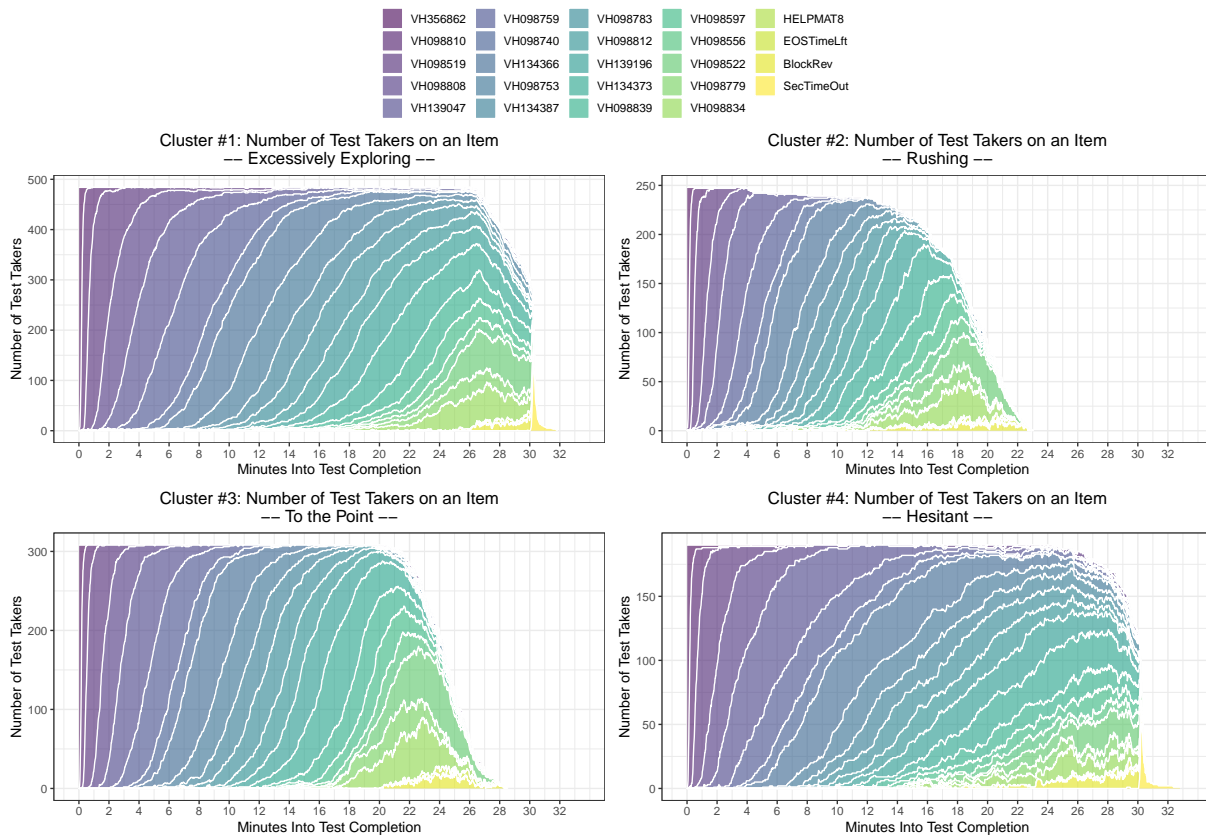 VH356862 VH098759 VH098783 VH098597 HELPMAT8
VH098810 VH098740 VH098812 VH098556 EOSTimeLft
VH098519 VH134366 VH139196 VH098522 BlockRev
VH098808 VH098753 VH134373 VH098779 SecTimeOut
VH139047 VH134387 VH098839 VH098834
Cluster #1: Number of Test Takers on an Item
−− Excessively Exploring −−
Number of Test Takers
500
400
300
200
100
0
0 2 4 6 8 10 12 14 16 18 20 22 24 26 28 30 32
Minutes Into Test Completion
Cluster #2: Number of Test Takers on an Item
−− Rushing −−
Number of Test Takers
250
200
150
100
50
0
0 2 4 6 8 10 12 14 16 18 20 22 24 26 28 30 32
Minutes Into Test Completion
Cluster #3: Number of Test Takers on an Item
−− To the Point −−
Number of Test Takers
300
200
100
0
0 2 4 6 8 10 12 14 16 18 20 22 24 26 28 30 32
Minutes Into Test Completion
Cluster #4: Number of Test Takers on an Item
−− Hesitant −−
Number of Test Takers
150
100
50
0
0 2 4 6 8 10 12 14 16 18 20 22 24 26 28 30 32
Minutes Into Test Completion